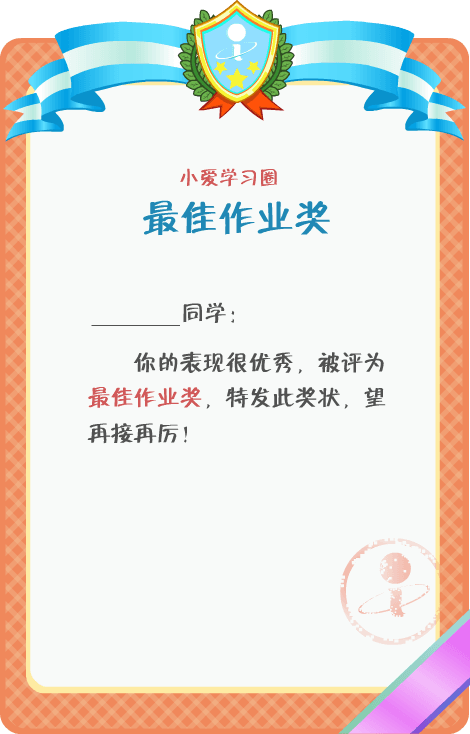 小爱学习圈
最佳作业奖
________同学：
你的表现很优秀，被评为
最佳作业奖，特发此奖状，望
再接再厉！